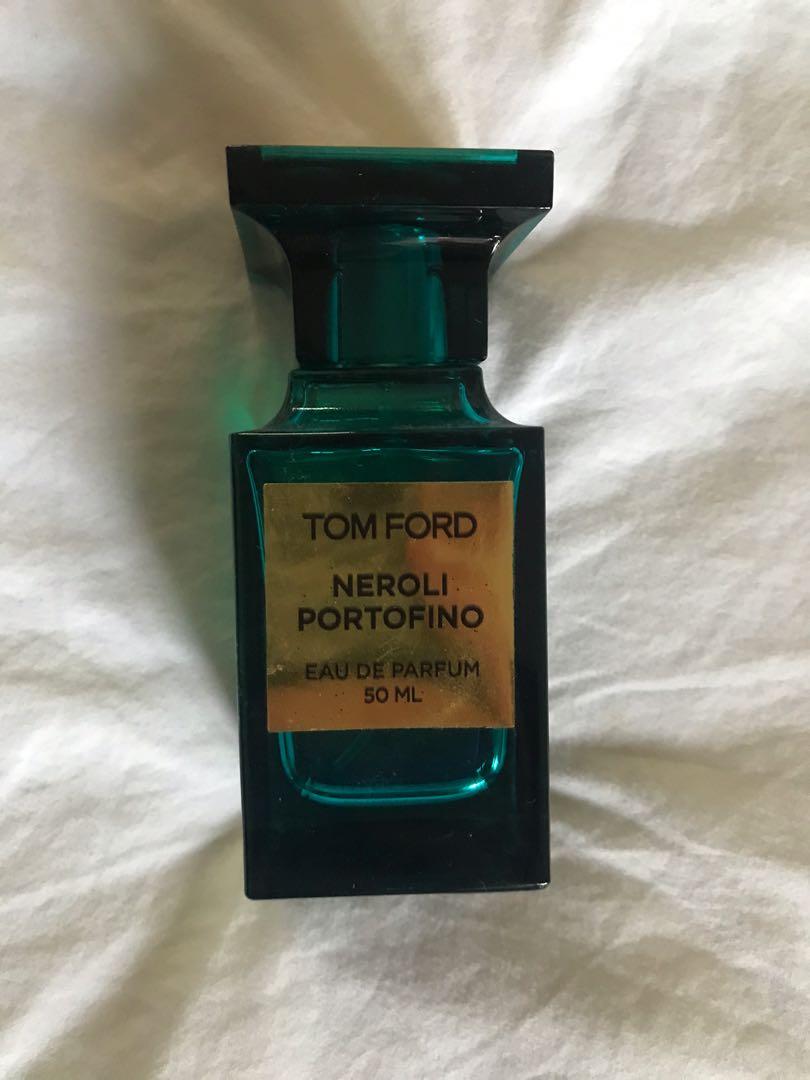 TOM FORD
NEROLI
PORTOFINO
EAU DE PARFUM
50 ML